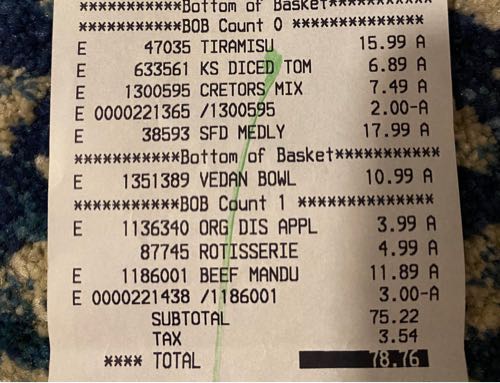 ***********Bottom of Basket***********
***********BOB Count 0 ***************
E 47035 TIRAMISU 15.99 A
E 633561 KS DICED TOM 6.89 A
E 1300595 CRETORS MIX 7.49 A
E 0000221365 /1300595 2.00-A
E 38593 SFD MEDLY 17.99 A
***********Bottom of Basket***********
E 1351389 VEDAN BOWL 10.99 A
***********BOB Count 1 **************
E 1136340 ORG DIS APPL 3.99 A
87745 ROTISSERIE 4.99 A
E 1186001 BEEF MANDU 11.89 A
E 0000221438 /1186001 3.00-A
SUBTOTAL 75.22
TAX 3.54
**** TOTAL 78.76